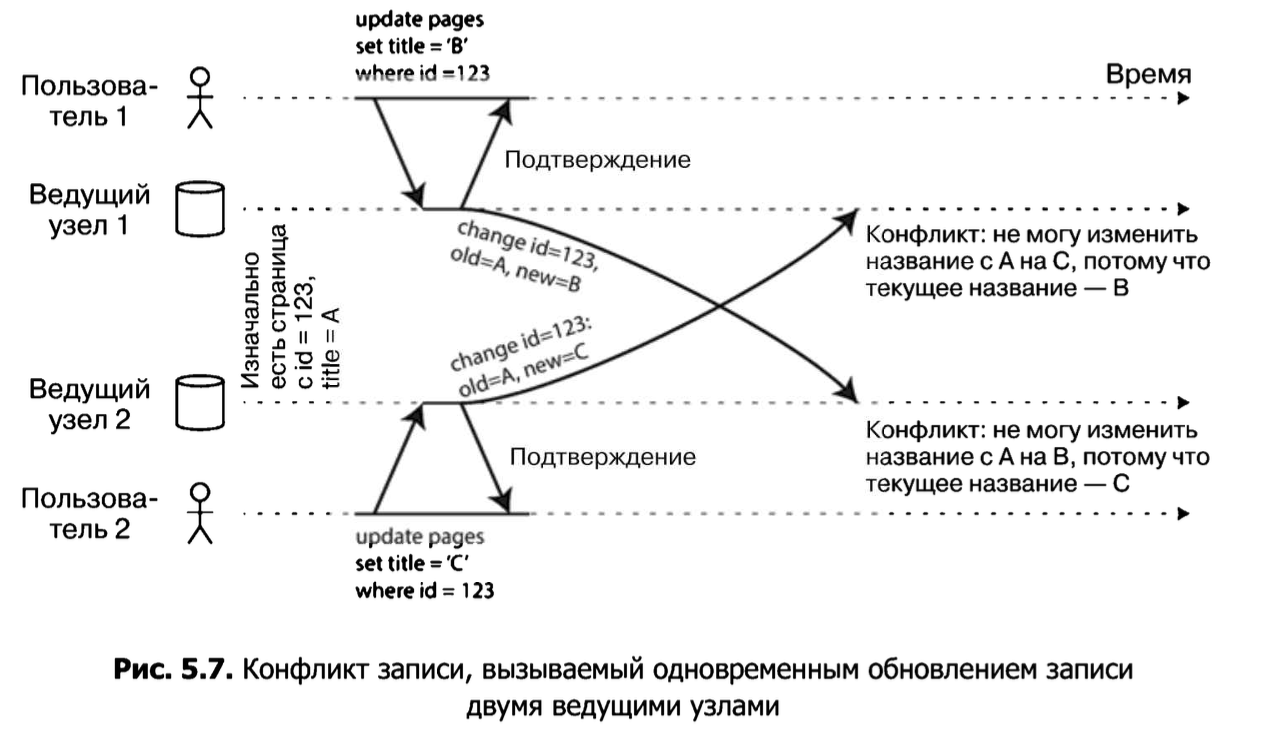 update pages
set title = ‘B’
where id =123
Время
Пользова-
тель 1
Подтверждение
Ведущий
узел 1
Изначально
есть страница
с id = 123,
title = A
change id=123,
old=A, new=B
Конфликт: не могу изменить
название с А на С, потому что
текущее название — В
change id=123:
old=A, new=C
Ведущий
узел 2
Конфликт: не могу изменить
название с А на В, потому что
текущее название — С
Подтверждение
Пользова-
тель 2
update pages
set title = ‘C’
where id = 123
Рис. 5.7. Конфликт записи, вызываемый одновременным обновлением записи
двумя ведущими узлами